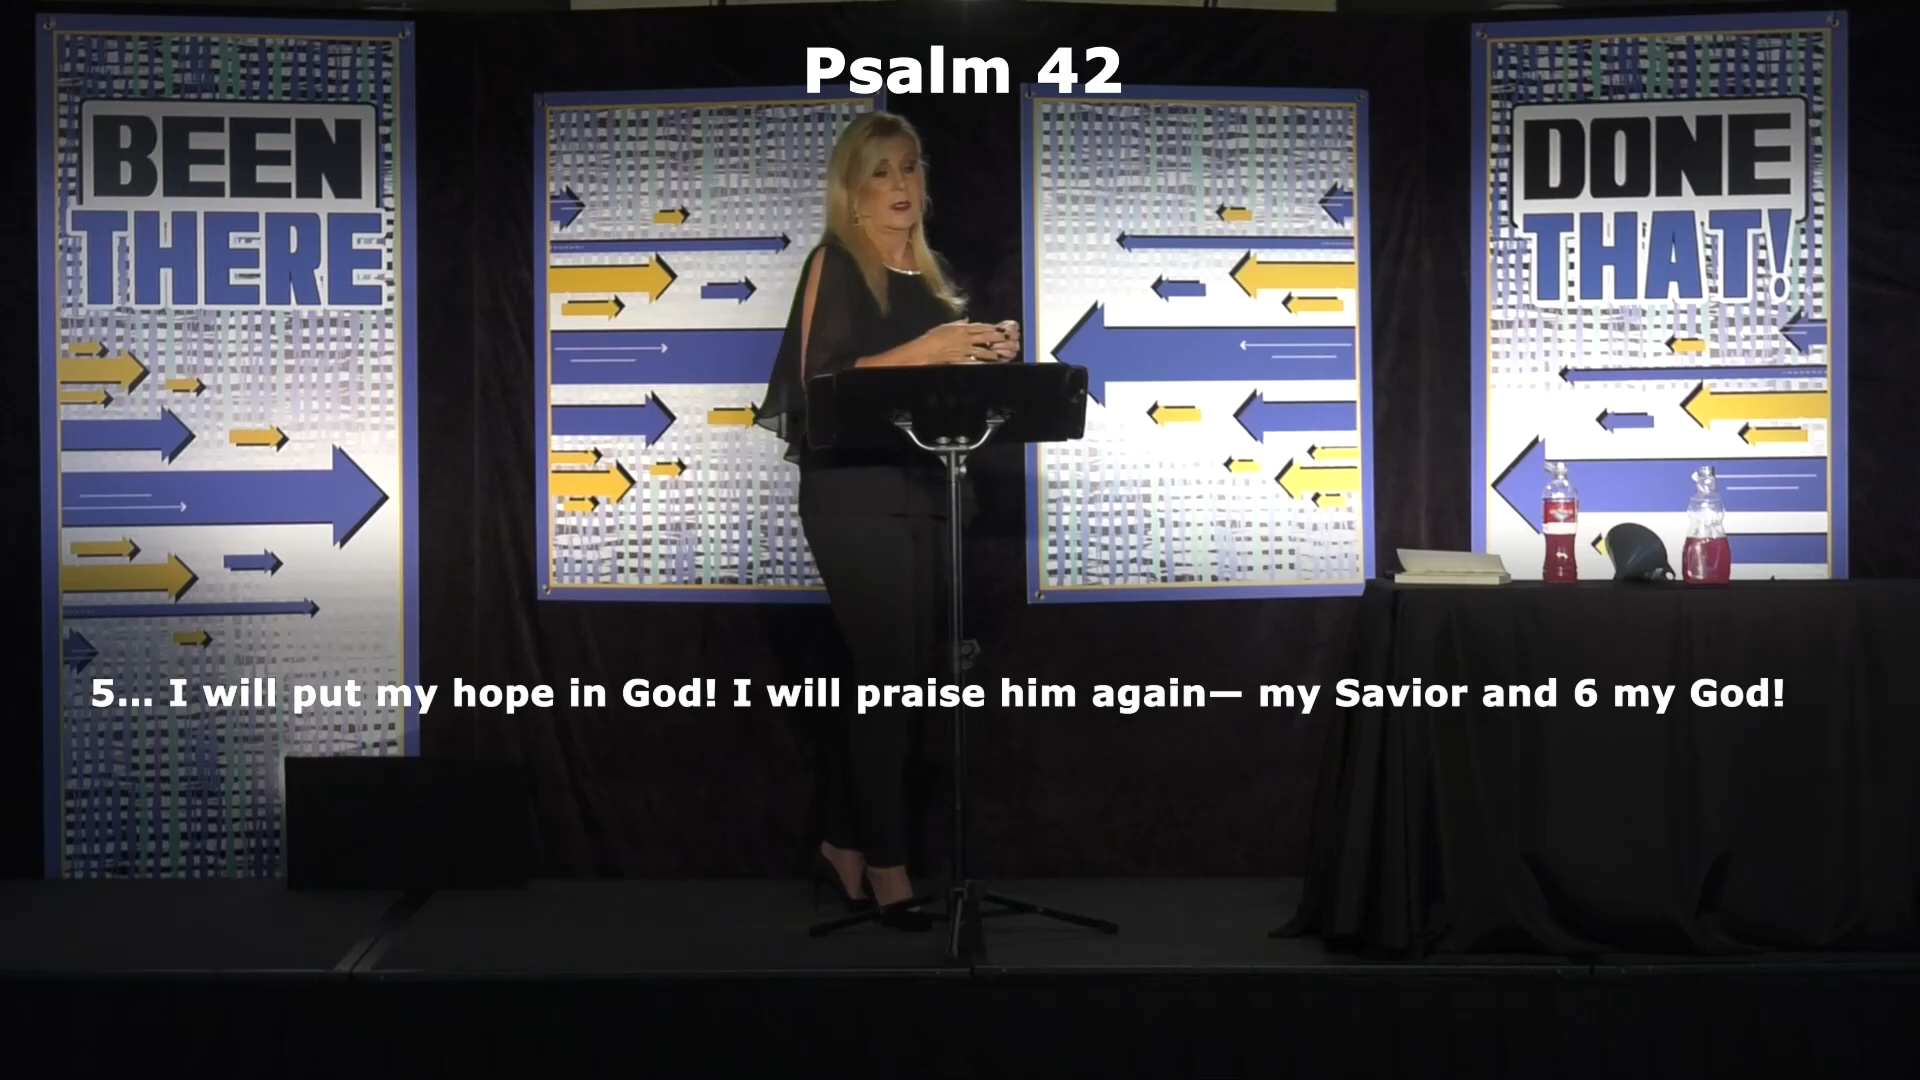 Psalm 42
BEEN
THERE
DONE
THAT!
5... I will put my hope in God! I will praise him again— my Savior and 6 my God!